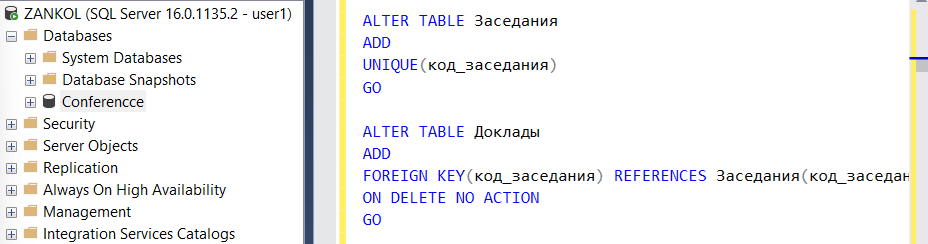 ZANKOL (SQL Server 16.0.1135.2 - user1)
Databases
System Databases
Database Snapshots
Conferencce
Security
Server Objects
Replication
Always On High Availability
Management
Integration Services Catalogs
ALTER TABLE Заседания
ADD
UNIQUE(код_заседания)
GO
ALTER TABLE Доклады
ADD
FOREIGN KEY(код_заседания) REFERENCES Заседания(код_заседан
ON DELETE NO ACTION
GO